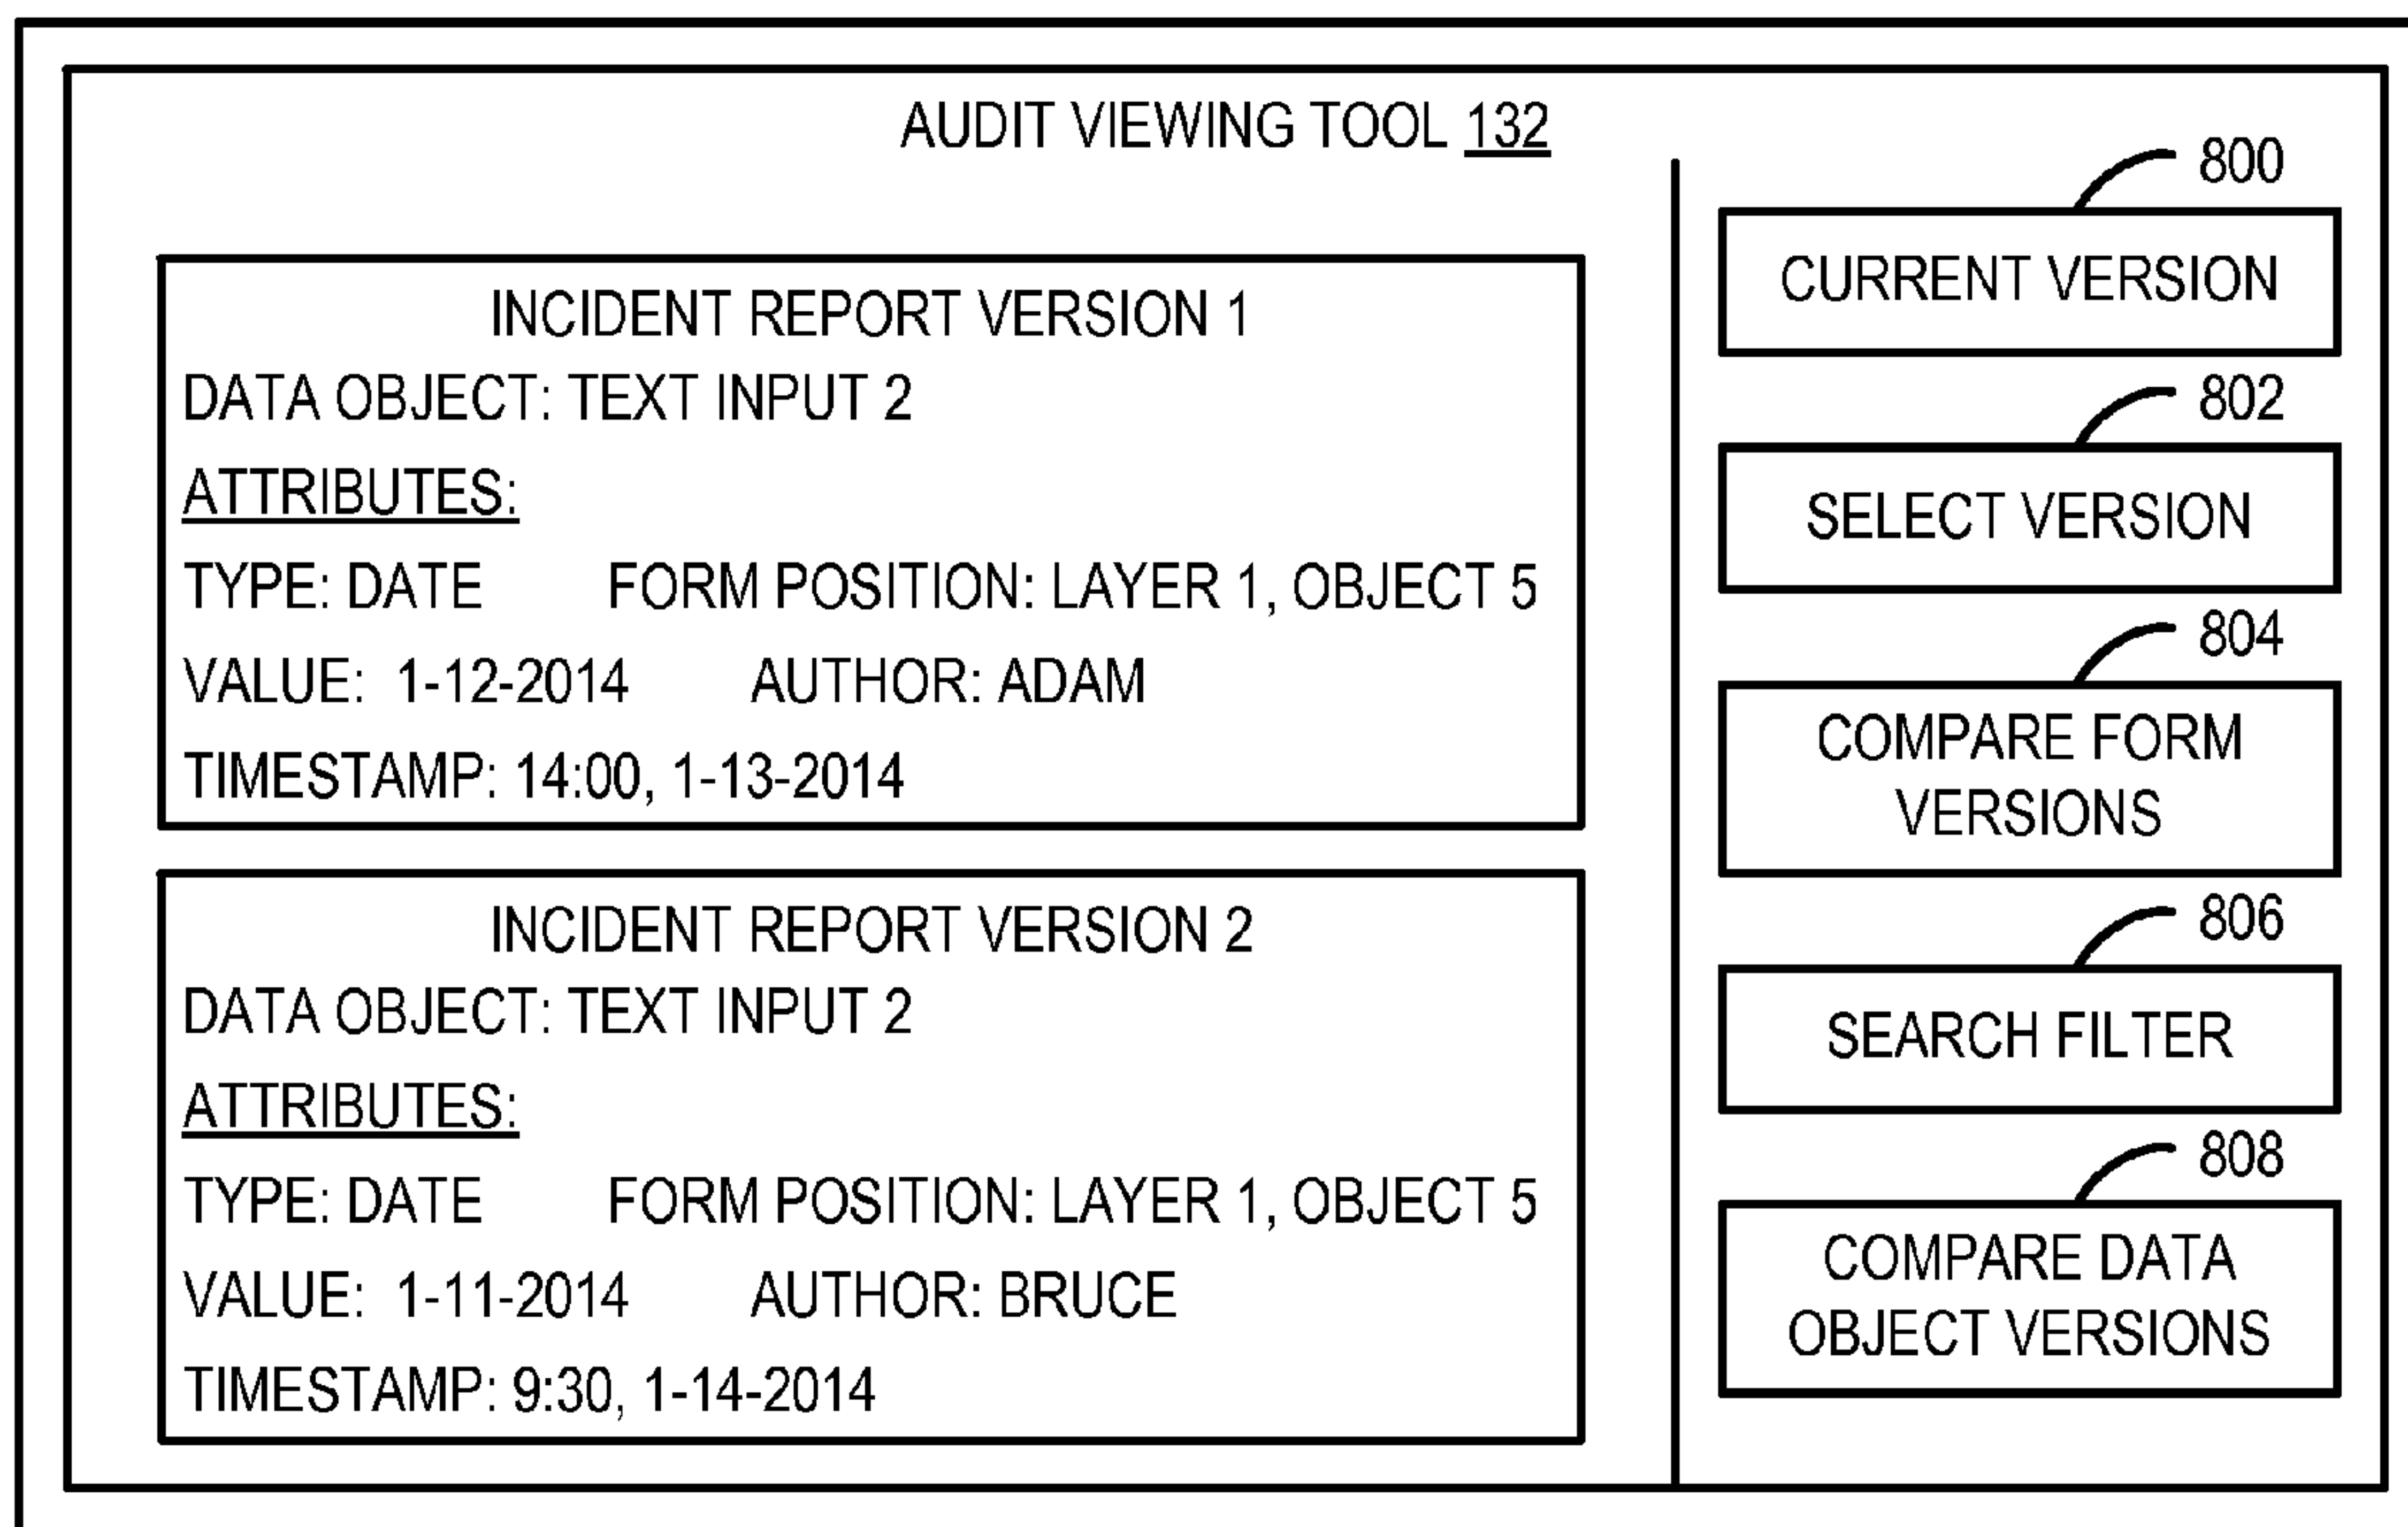 AUDIT VIEWING TOOL 132
INCIDENT REPORT VERSION 1
DATA OBJECT: TEXT INPUT 2
ATTRIBUTES:
TYPE: DATE FORM POSITION: LAYER 1, OBJECT 5
VALUE: 1-12-2014 AUTHOR: ADAM
TIMESTAMP: 14:00, 1-13-2014
INCIDENT REPORT VERSION 2
DATA OBJECT: TEXT INPUT 2
ATTRIBUTES:
TYPE: DATE FORM POSITION: LAYER 1, OBJECT 5
VALUE: 1-11-2014 AUTHOR: BRUCE
TIMESTAMP: 9:30, 1-14-2014
800
CURRENT VERSION
802
SELECT VERSION
804
COMPARE FORM
VERSIONS
806
SEARCH FILTER
808
COMPARE DATA
OBJECT VERSIONS